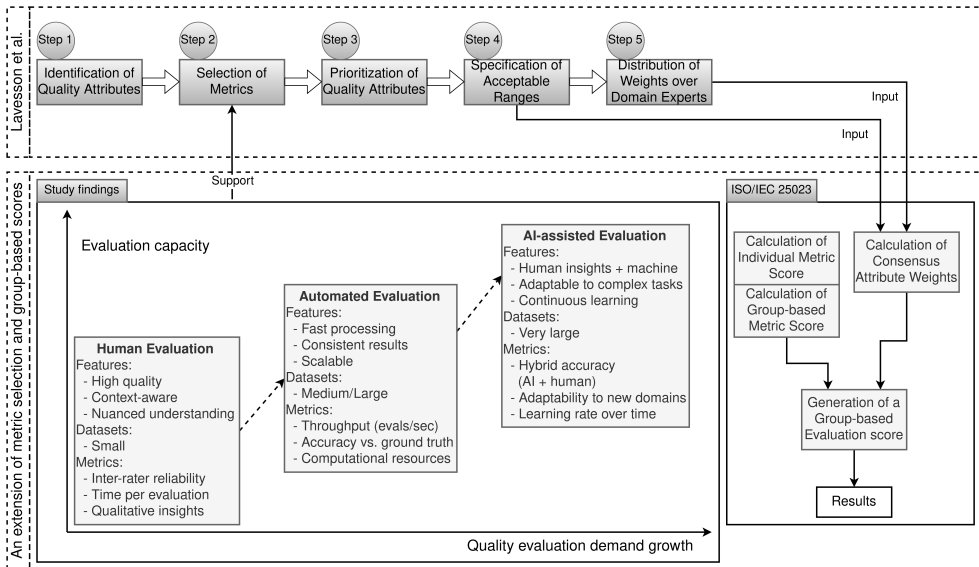 Lavesson et al.
Step 1
Identification of
Quality Attributes
Step 2
Selection of
Metrics
Step 3
Prioritization of
Quality Attributes
Step 4
Specification of
Acceptable
Ranges
Step 5
Distribution of
Weights over
Domain Experts
Input
Input
Support
An extension of metric selection and group-based scores
Study findings
Evaluation capacity
Human Evaluation
Features:
- High quality
- Context-aware
- Nuanced understanding
Datasets:
- Small
Metrics:
- Inter-rater reliability
- Time per evaluation
- Qualitative insights
Automated Evaluation
Features:
- Fast processing
- Consistent results
- Scalable
Datasets:
- Medium/Large
Metrics:
- Throughput (evals/sec)
- Accuracy vs. ground truth
- Computational resources
AI-assisted Evaluation
Features:
- Human insights + machine
- Adaptable to complex tasks
- Continuous learning
Datasets:
- Very large
Metrics:
- Hybrid accuracy
(AI + human)
- Adaptability to new domains
- Learning rate over time
Quality evaluation demand growth
ISO/IEC 25023
Calculation of
Individual Metric
Score
Calculation of
Group-based
Metric Score
Calculation of
Consensus
Attribute Weights
Generation of a
Group-based
Evaluation score
Results